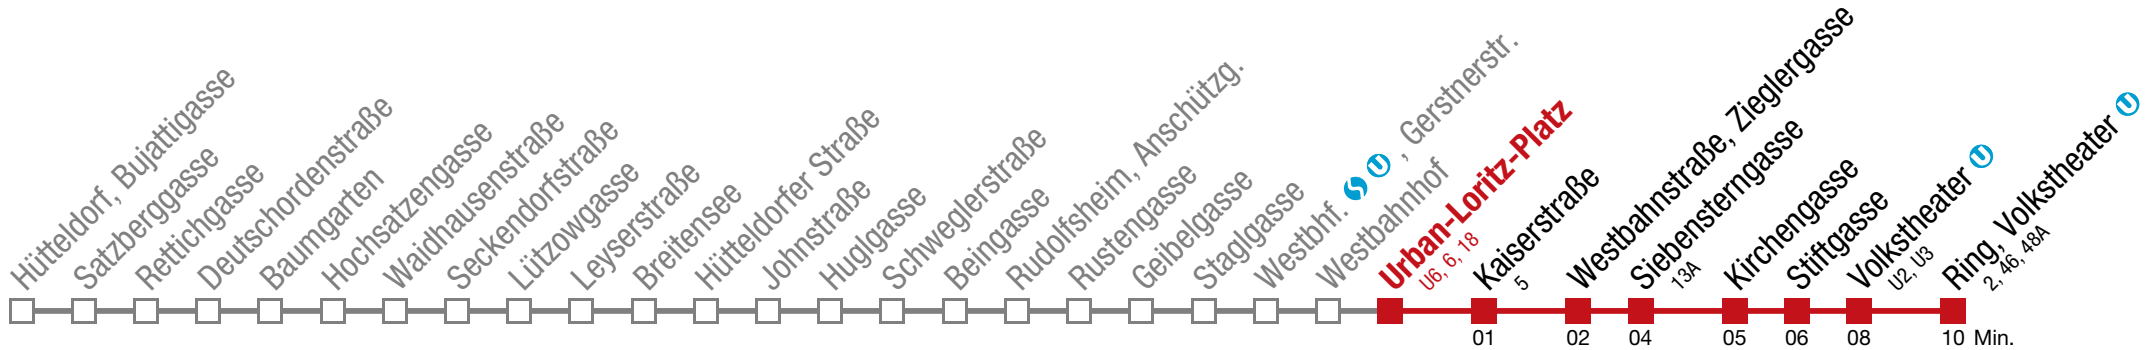 Hütteldorf, Bujattigasse
Satzberggasse
Rettichgasse
Deutschordenstraße
Baumgarten
Hochsatzengasse
Waidhausenstraße
Seckendorfstraße
Lützowgasse
Leyserstraße
Breitensee
Hütteldorfer Straße
Johnstraße
Huglgasse
Schweglerstraße
Beingasse
Rudolfsheim, Anschützg.
Rustengasse
Geibelgasse
Staglgasse
Westbhf. S U , Gerstnerstr.
Westbahnhof
Urban-Loritz-Platz
U6, 6, 18
Kaiserstraße
5
Westbahnstraße, Zieglergasse
Siebensterngasse
13A
Kirchengasse
Stiftgasse
Volkstheater U
U2, U3
Ring, Volkstheater U
2, 46, 48A
01 02 04 05 06 08 10 Min.